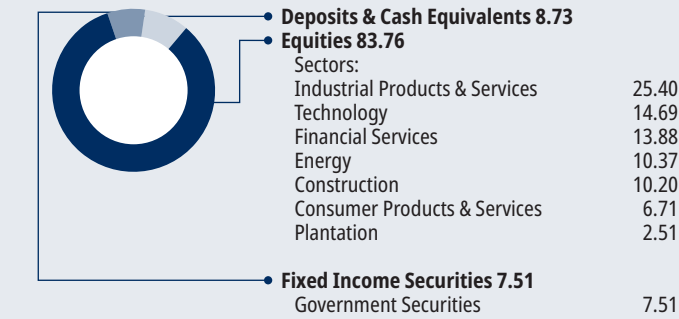 Deposits & Cash Equivalents 8.73
Equities 83.76
Sectors:
Industrial Products & Services 25.40
Technology 14.69
Financial Services 13.88
Energy 10.37
Construction 10.20
Consumer Products & Services 6.71
Plantation 2.51
Fixed Income Securities 7.51
Government Securities 7.51